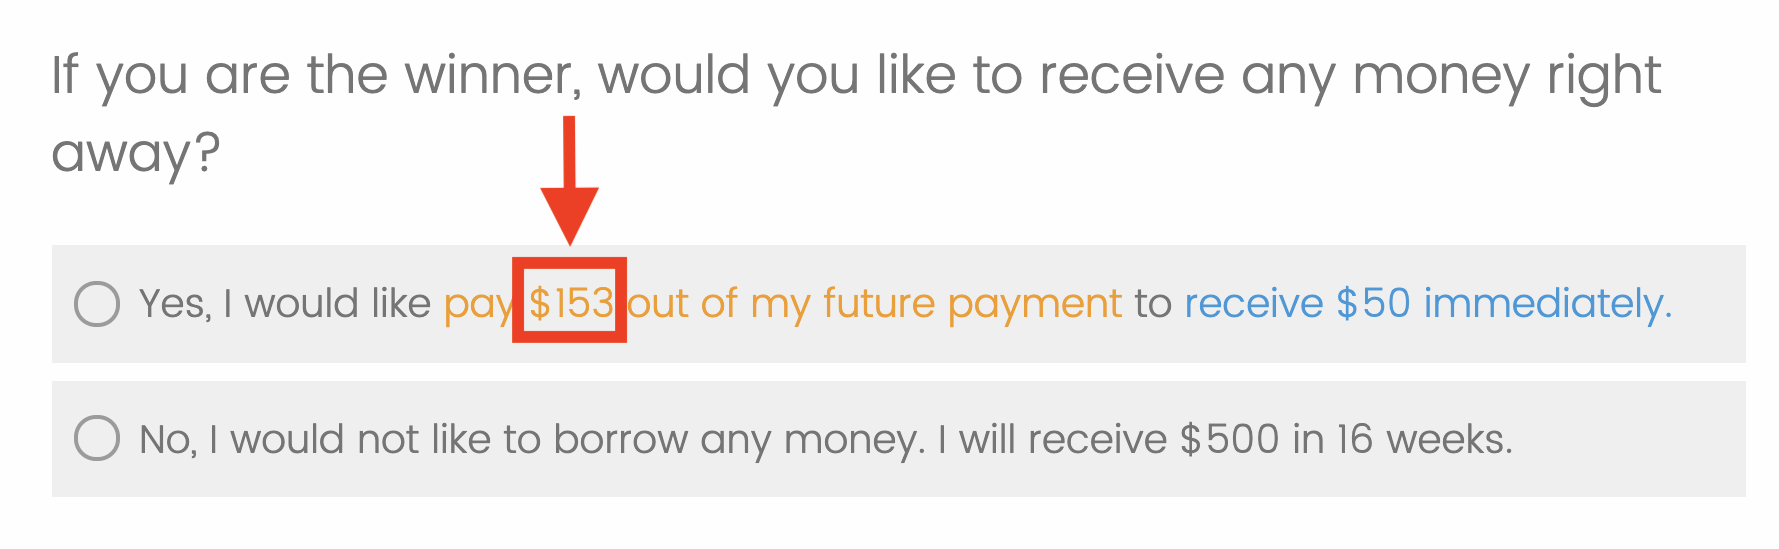 If you are the winner, would you like to receive any money right
away?
Yes, I would like pay $153 out of my future payment to receive $50 immediately.
No, I would not like to borrow any money. I will receive $500 in 16 weeks.